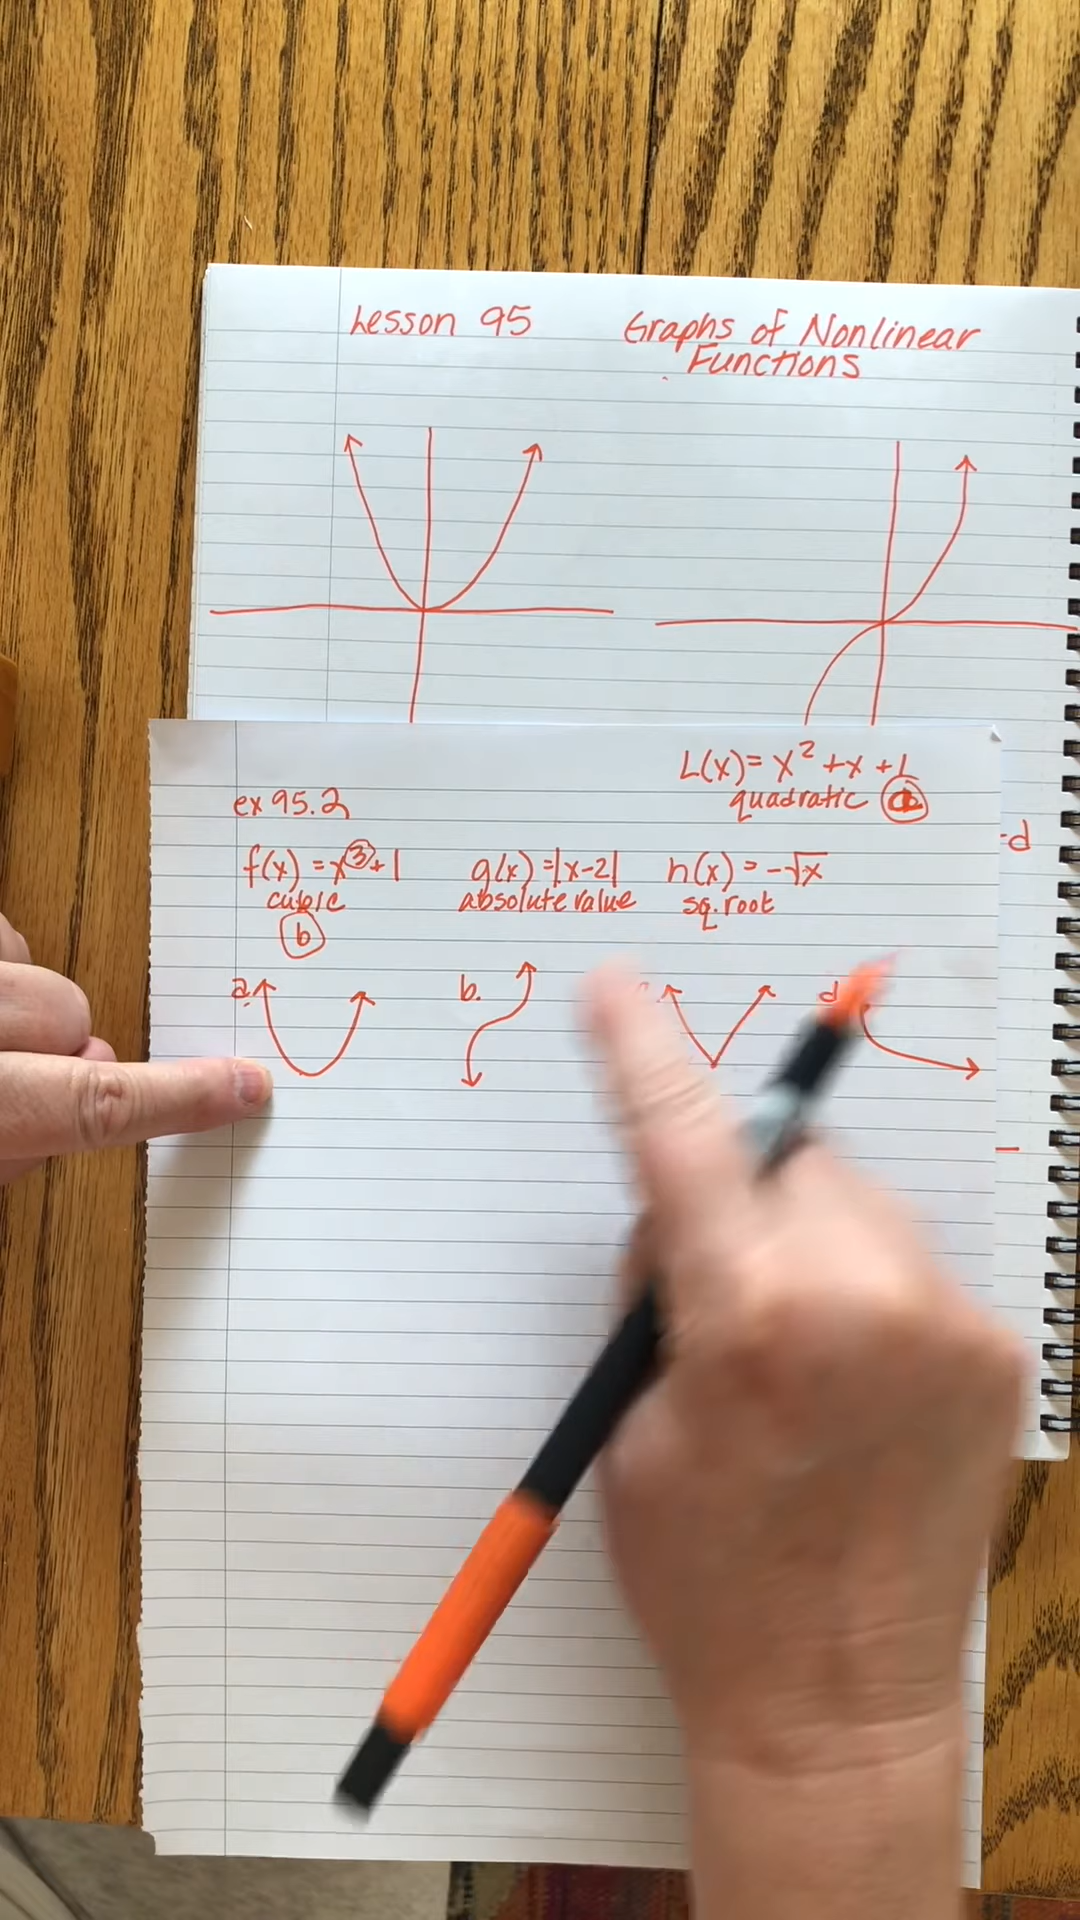 Lesson 95
Graphs of Nonlinear
Functions
L(x)= x² +x +1
quadratic
-d
ex 95.2
f(x) = x³+1
g(x) =|x-2|
h(x) = -√x
cubic
absolute value
sq. root
b
a.
b.
d